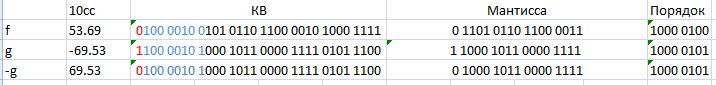 10cc КВ Мантисса Порядок
f 53.69 0100 0010 0101 0110 1100 0010 1000 1111 0 1101 0110 1100 0011 1000 0100
g -69.53 1100 0010 1000 1011 0000 1111 0101 1100 1 1000 1011 0000 1111 1000 0101
-g 69.53 0100 0010 1000 1011 0000 1111 0101 1100 0 1000 1011 0000 1111 1000 0101